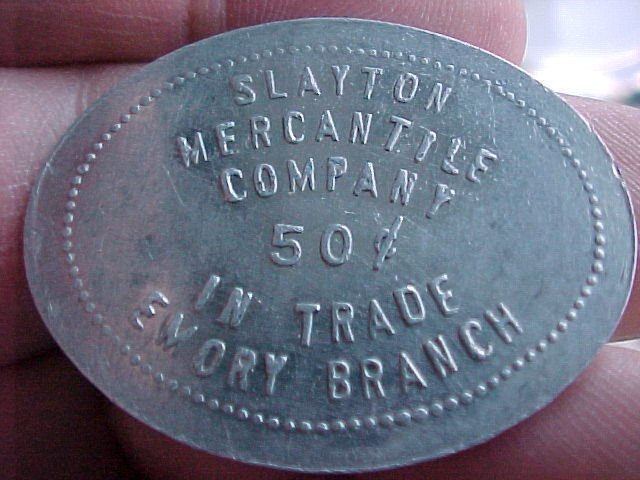 SLAYTON
MERCANTILE
COMPANY
50¢
IN TRADE
EMORY BRANCH